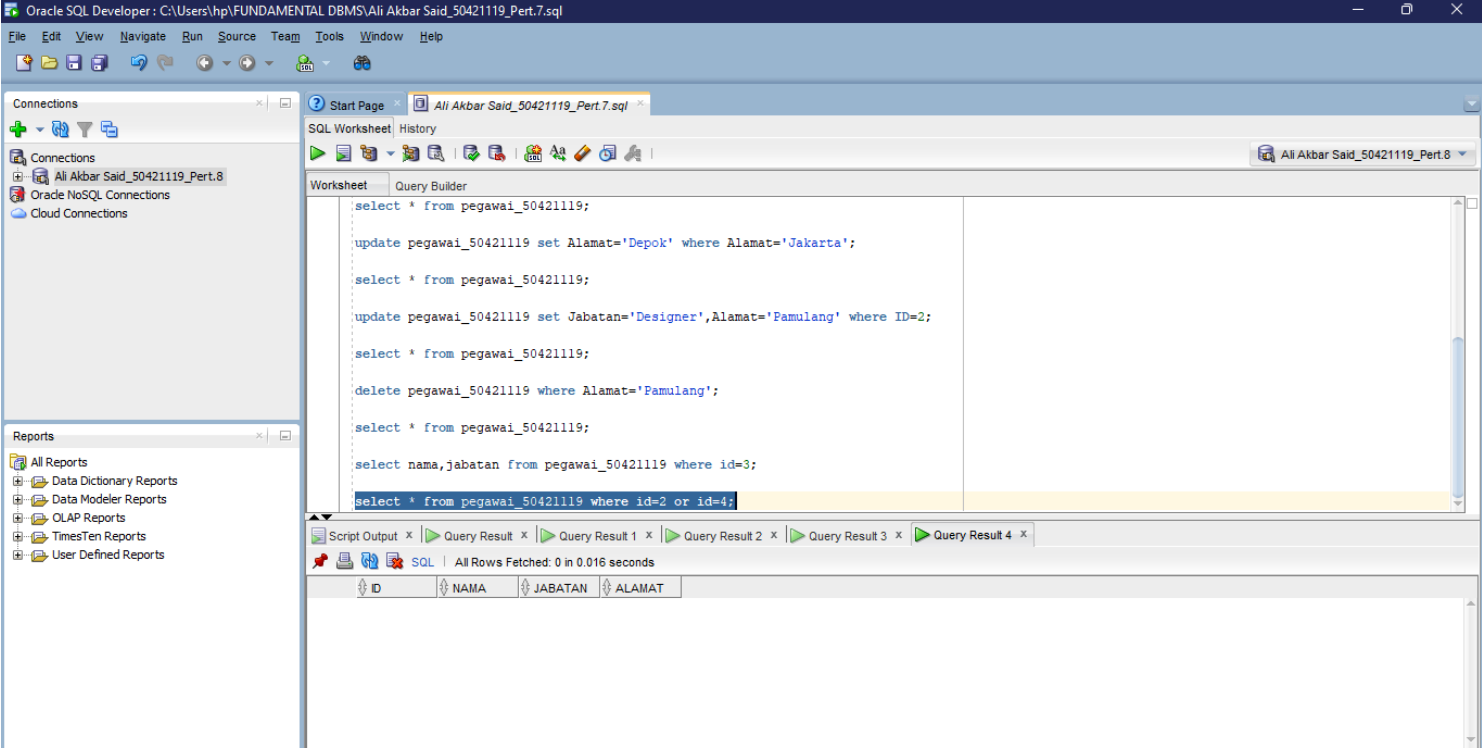 Oracle SQL Developer : C:\Users\hp\FUNDAMENTAL DBMS\Ali Akbar Said_50421119_Pert.7.sql
File Edit View Navigate Run Source Team Tools Window Help
SQL
Connections
Connections
Ali Akbar Said_50421119_Pert.8
Oracle NoSQL Connections
Cloud Connections
Reports
All Reports
Data Dictionary Reports
Data Modeler Reports
OLAP Reports
TimesTen Reports
User Defined Reports
Start Page Ali Akbar Said_50421119_Pert.7.sql
SQL Worksheet History
Ali Akbar Said_50421119_Pert.8
Worksheet Query Builder
select * from pegawai_50421119;
update pegawai_50421119 set Alamat='Depok' where Alamat='Jakarta';
select * from pegawai_50421119;
update pegawai_50421119 set Jabatan='Designer',Alamat='Pamulang' where ID=2;
select * from pegawai_50421119;
delete pegawai_50421119 where Alamat='Pamulang';
select * from pegawai_50421119;
select nama,jabatan from pegawai_50421119 where id=3;
select * from pegawai_50421119 where id=2 or id=4;
Script Output x Query Result x Query Result 1 x Query Result 2 x Query Result 3 x Query Result 4 x
SQL | All Rows Fetched: 0 in 0.016 seconds
ID NAMA JABATAN ALAMAT